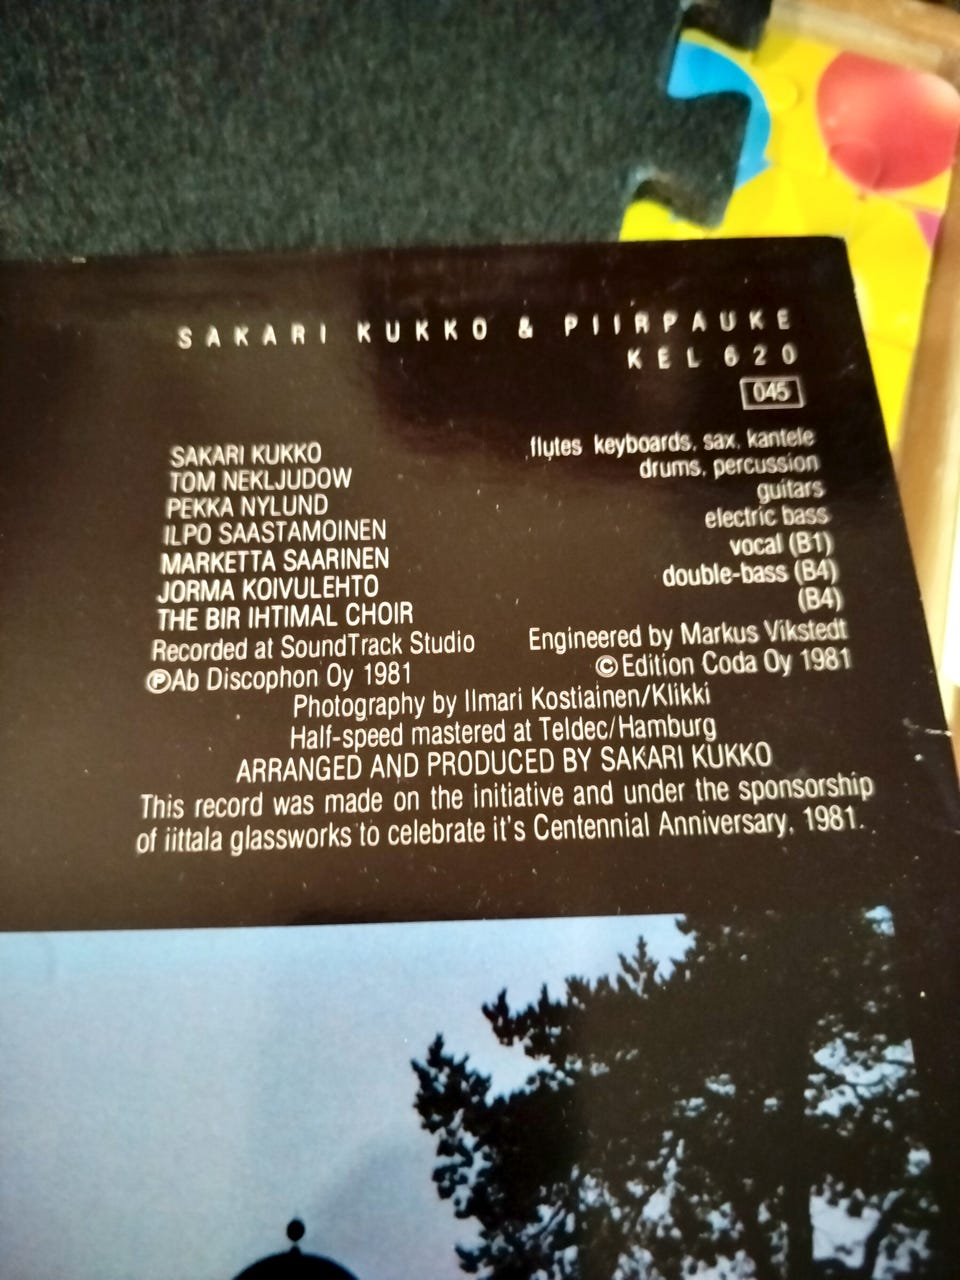 SAKARI KUKKO & PIIRPAUKE
KEL 620
045
SAKARI KUKKO flutes keyboards, sax, kantele
TOM NEKLJUDOW drums, percussion
PEKKA NYLUND guitars
ILPO SAASTAMOINEN electric bass
MARKETTA SAARINEN vocal (B1)
JORMA KOIVULEHTO double-bass (B4)
THE BIR IHTIMAL CHOIR (B4)
Recorded at SoundTrack Studio Engineered by Markus Vikstedt
ⓅAb Discophon Oy 1981 ©Edition Coda Oy 1981
Photography by Ilmari Kostiainen/Klikki
Half-speed mastered at Teldec/Hamburg
ARRANGED AND PRODUCED BY SAKARI KUKKO
This record was made on the initiative and under the sponsorship
of iittala glassworks to celebrate it's Centennial Anniversary, 1981.